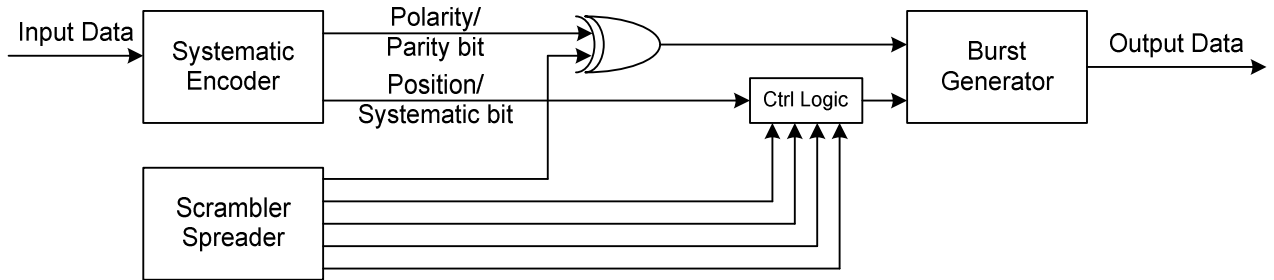 Input Data
Systematic
Encoder
Polarity/
Parity bit
Position/
Systematic bit
Ctrl Logic
Burst
Generator
Output Data
Scrambler
Spreader